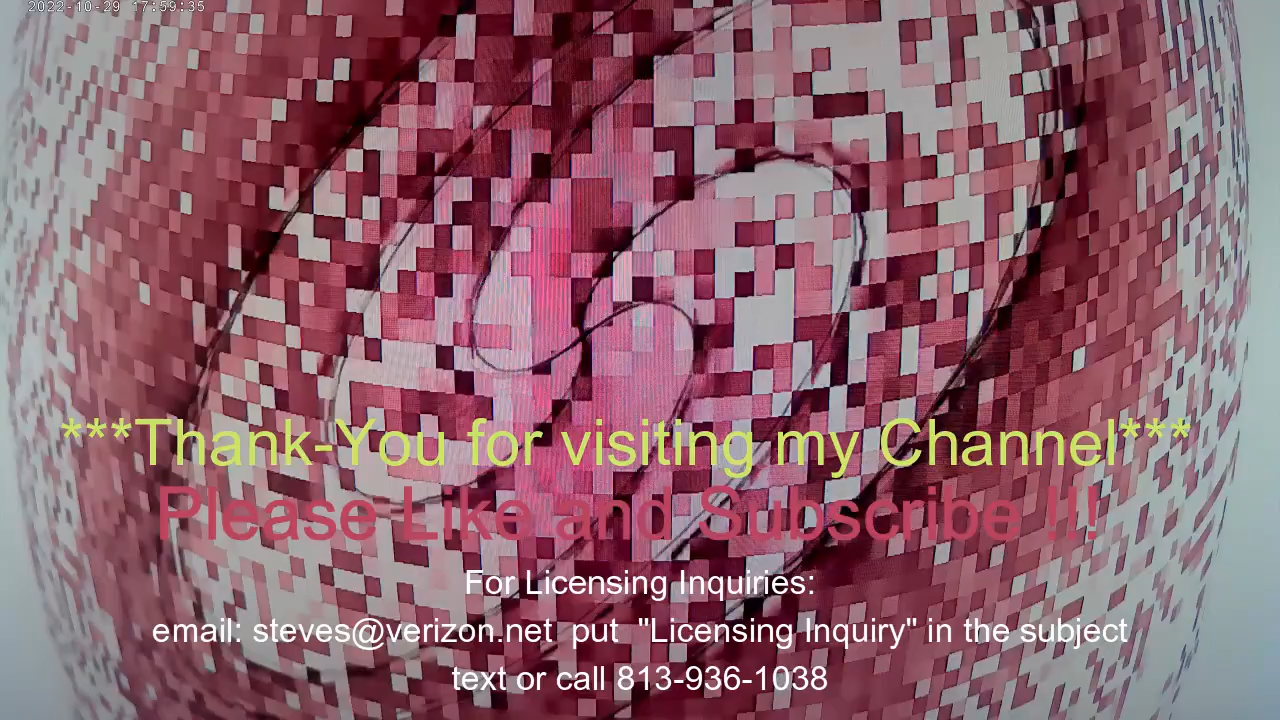 2022-10-29 17:59:35
***Thank-You for visiting my Channel***
Please Like and Subscribe !!!
For Licensing Inquiries:
email: steves@verizon.net put "Licensing Inquiry" in the subject
text or call 813-936-1038